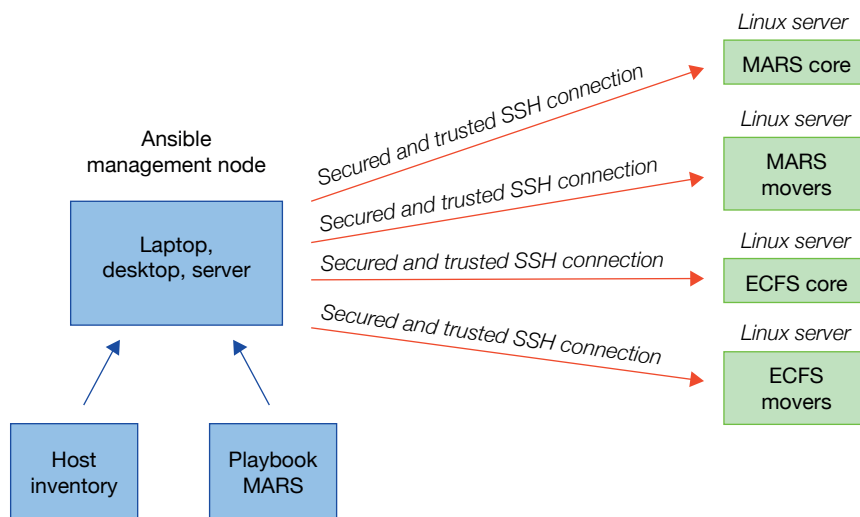 Linux server
MARS core
Secured and trusted SSH connection
Linux server
MARS
movers
Ansible
management node
Secured and trusted SSH connection
Laptop,
desktop, server
Linux server
ECFS core
Secured and trusted SSH connection
Secured and trusted SSH connection
Linux server
ECFS
movers
Host
inventory
Playbook
MARS